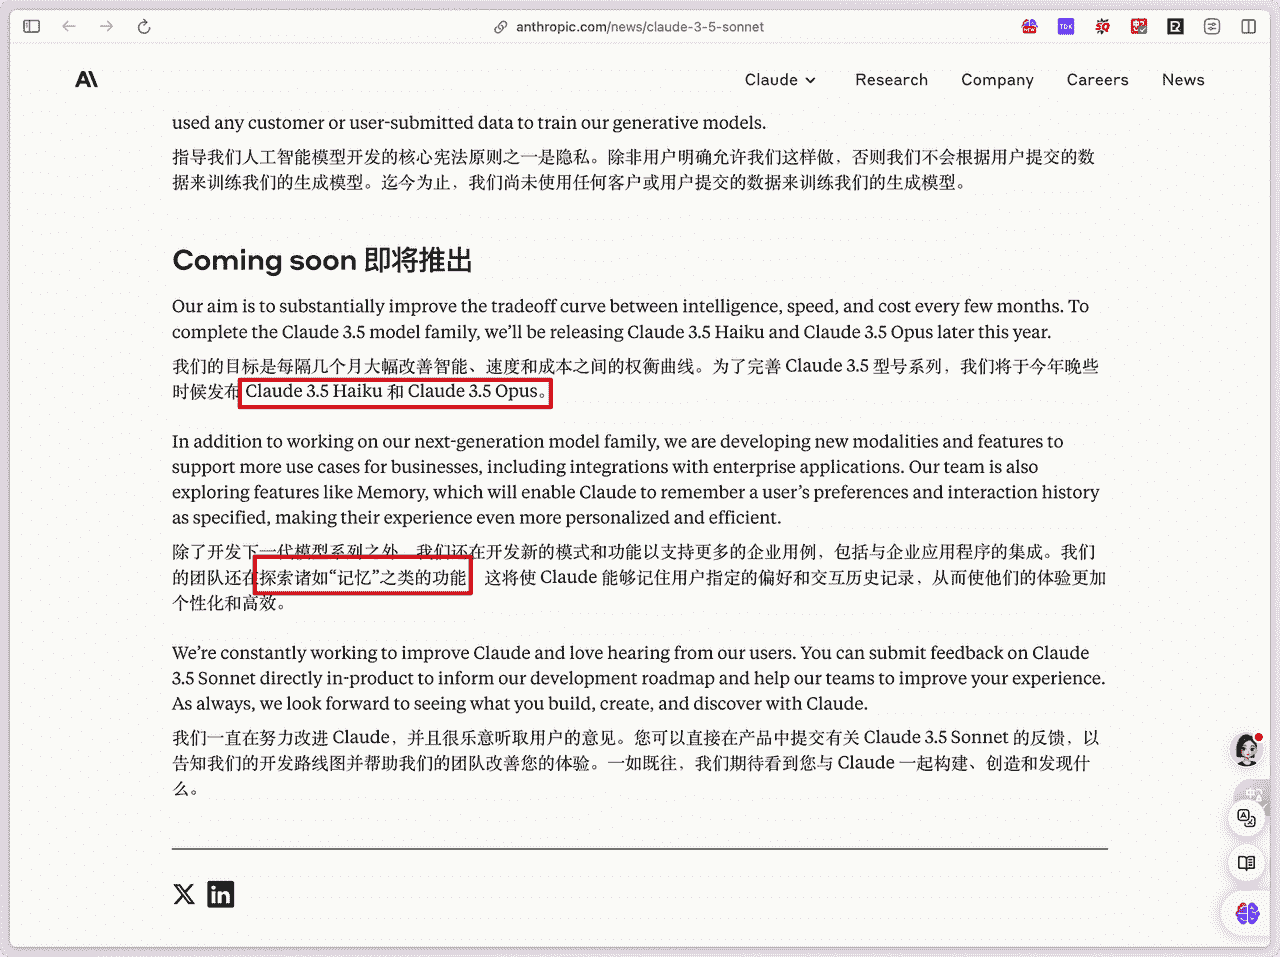 anthropic.com/news/claude-3-5-sonnet
TDK
A\
Claude
Research
Company
Careers
News
used any customer or user-submitted data to train our generative models.
指导我们人工智能模型开发的核心宪法原则之一是隐私。除非用户明确允许我们这样做，否则我们不会根据用户提交的数
据来训练我们的生成模型。迄今为止，我们尚未使用任何客户或用户提交的数据来训练我们的生成模型。
Coming soon 即将推出
Our aim is to substantially improve the tradeoff curve between intelligence, speed, and cost every few months. To
complete the Claude 3.5 model family, we’ll be releasing Claude 3.5 Haiku and Claude 3.5 Opus later this year.
我们的目标是每隔几个月大幅改善智能、速度和成本之间的权衡曲线。为了完善 Claude 3.5 型号系列，我们将于今年晚些
时候发布 Claude 3.5 Haiku 和 Claude 3.5 Opus。
In addition to working on our next-generation model family, we are developing new modalities and features to
support more use cases for businesses, including integrations with enterprise applications. Our team is also
exploring features like Memory, which will enable Claude to remember a user’s preferences and interaction history
as specified, making their experience even more personalized and efficient.
除了开发下一代模型系列之外，我们还在开发新的模式和功能以支持更多的企业用例，包括与企业应用程序的集成。我们
的团队还在探索诸如“记忆”之类的功能 这将使 Claude 能够记住用户指定的偏好和交互历史记录，从而使他们的体验更加
个性化和高效。
We’re constantly working to improve Claude and love hearing from our users. You can submit feedback on Claude
3.5 Sonnet directly in-product to inform our development roadmap and help our teams to improve your experience.
As always, we look forward to seeing what you build, create, and discover with Claude.
我们一直在努力改进 Claude，并且很乐意听取用户的意见。您可以直接在产品中提交有关 Claude 3.5 Sonnet 的反馈，以
告知我们的开发路线图并帮助我们的团队改善您的体验。一如既往，我们期待看到您与 Claude 一起构建、创造和发现什
么。
X
in